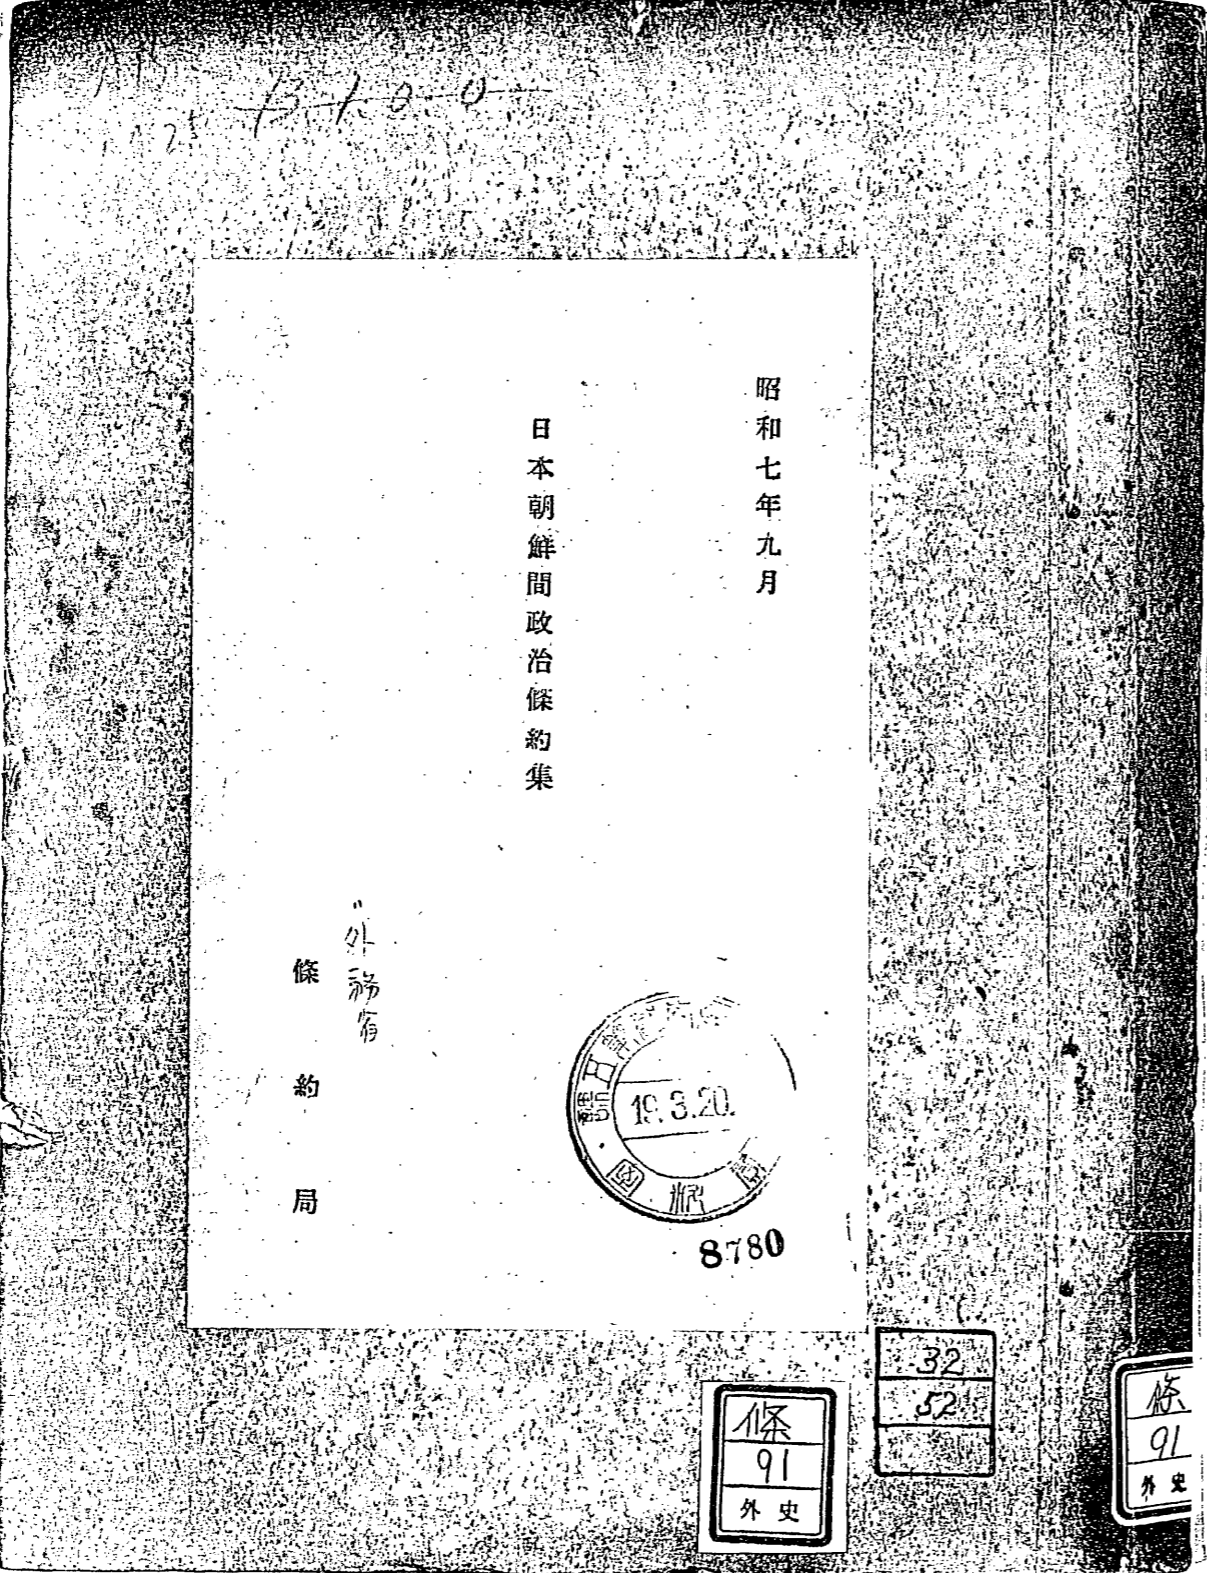 昭和七年九月
日本朝鮮間政治條約集
外務省
條約局
19.3.20.
8780
32
52
條
91
外史
條
91
外史